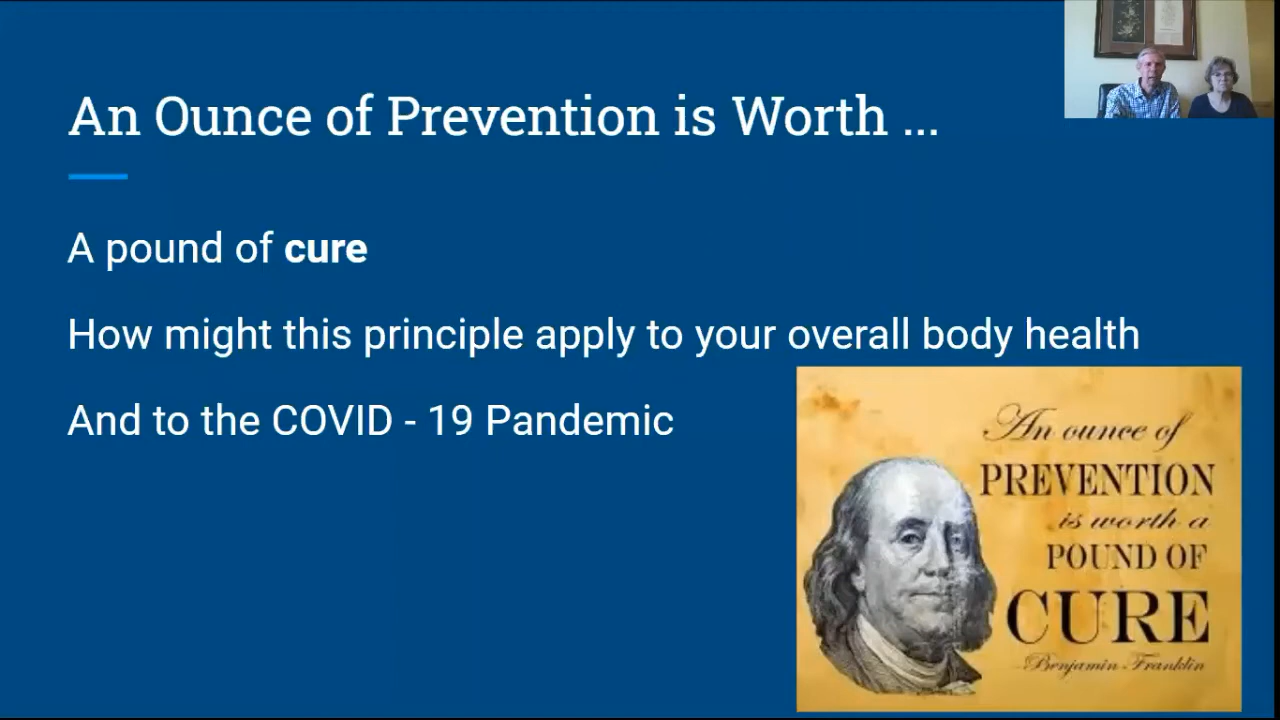 An Ounce of Prevention is Worth ...
A pound of cure
How might this principle apply to your overall body health
And to the COVID - 19 Pandemic
An ounce of
PREVENTION
is worth a
POUND OF
CURE
Benjamin Franklin